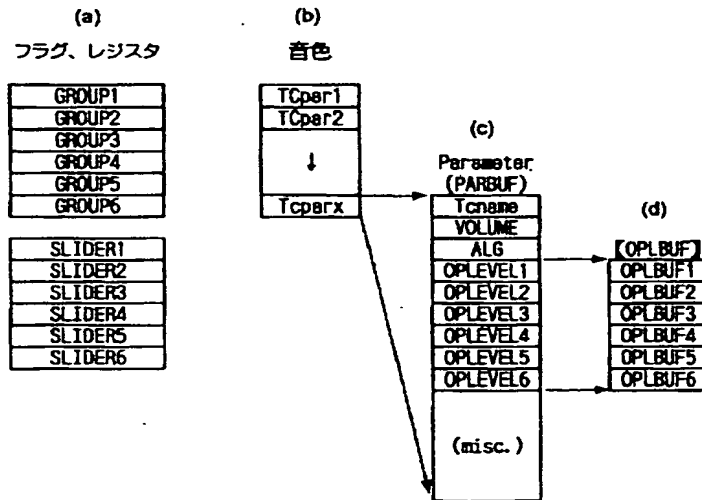 (a)
フラグ、レジスタ
GROUP1
GROUP2
GROUP3
GROUP4
GROUP5
GROUP6
SLIDER1
SLIDER2
SLIDER3
SLIDER4
SLIDER5
SLIDER6
(b)
音色
TCpar1
TCpar2
↓
Tcparx
(c)
Parameter
(PARBUF)
Tcname
VOLUME
ALG
OPLEVEL1
OPLEVEL2
OPLEVEL3
OPLEVEL4
OPLEVEL5
OPLEVEL6
(misc.)
(d)
【OPLBUF】
OPLBUF1
OPLBUF2
OPLBUF3
OPLBUF4
OPLBUF5
OPLBUF6